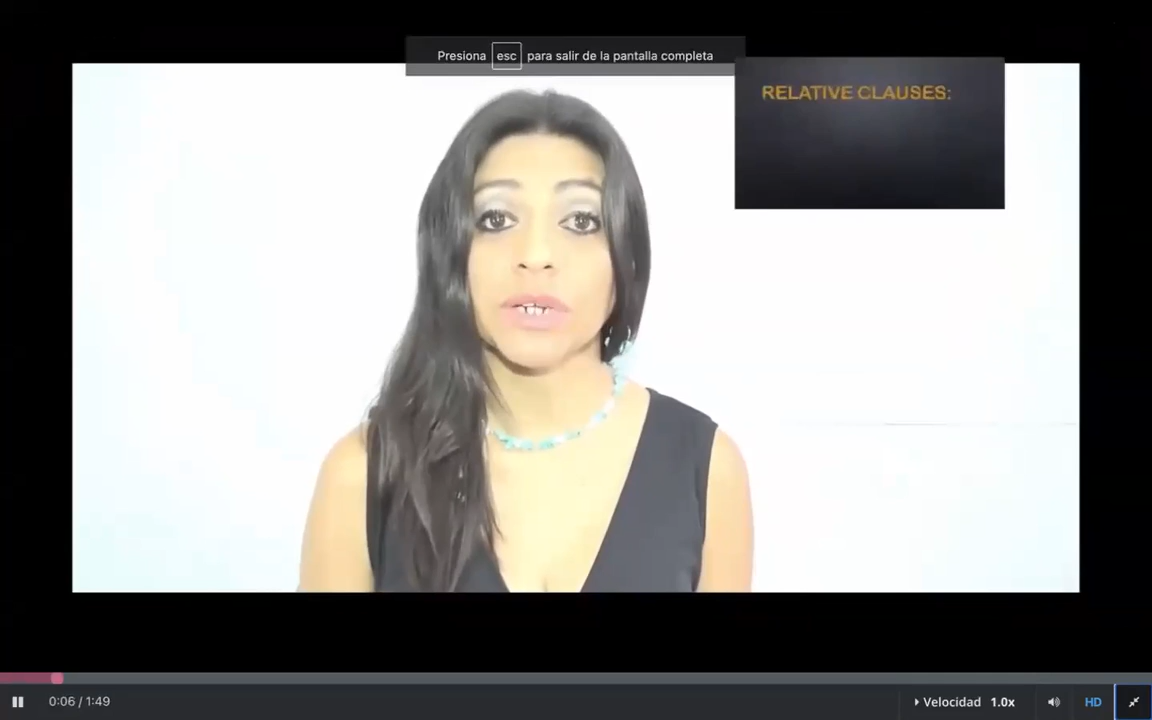 Presiona esc para salir de la pantalla completa
RELATIVE CLAUSES:
0:06 / 1:49
Velocidad 1.0x
HD